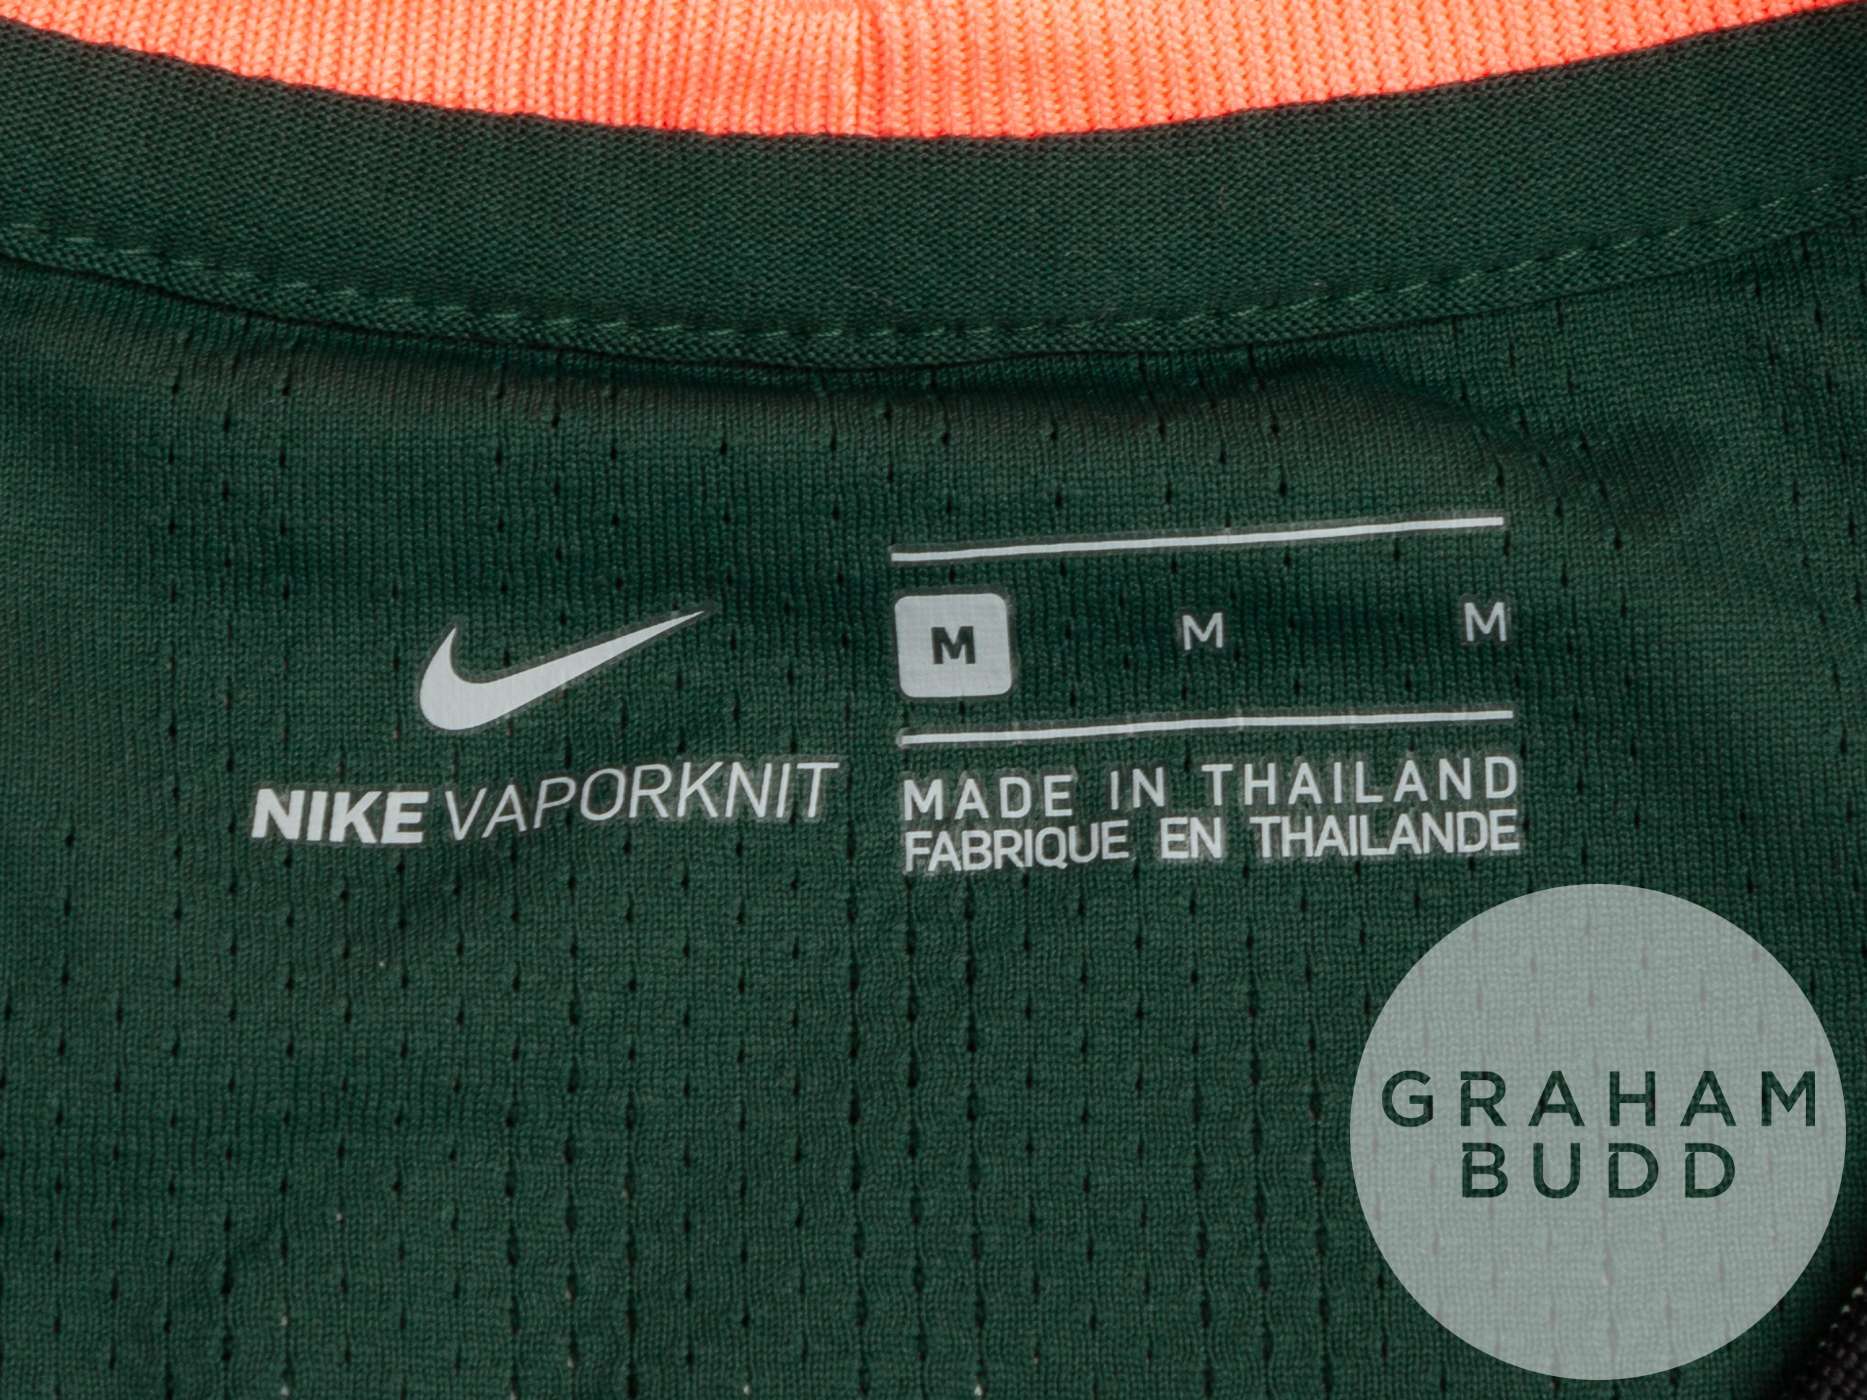 NIKE VAPORKNIT
M M M
MADE IN THAILAND
FABRIQUE EN THAILANDE
GRAHAM
BUDD